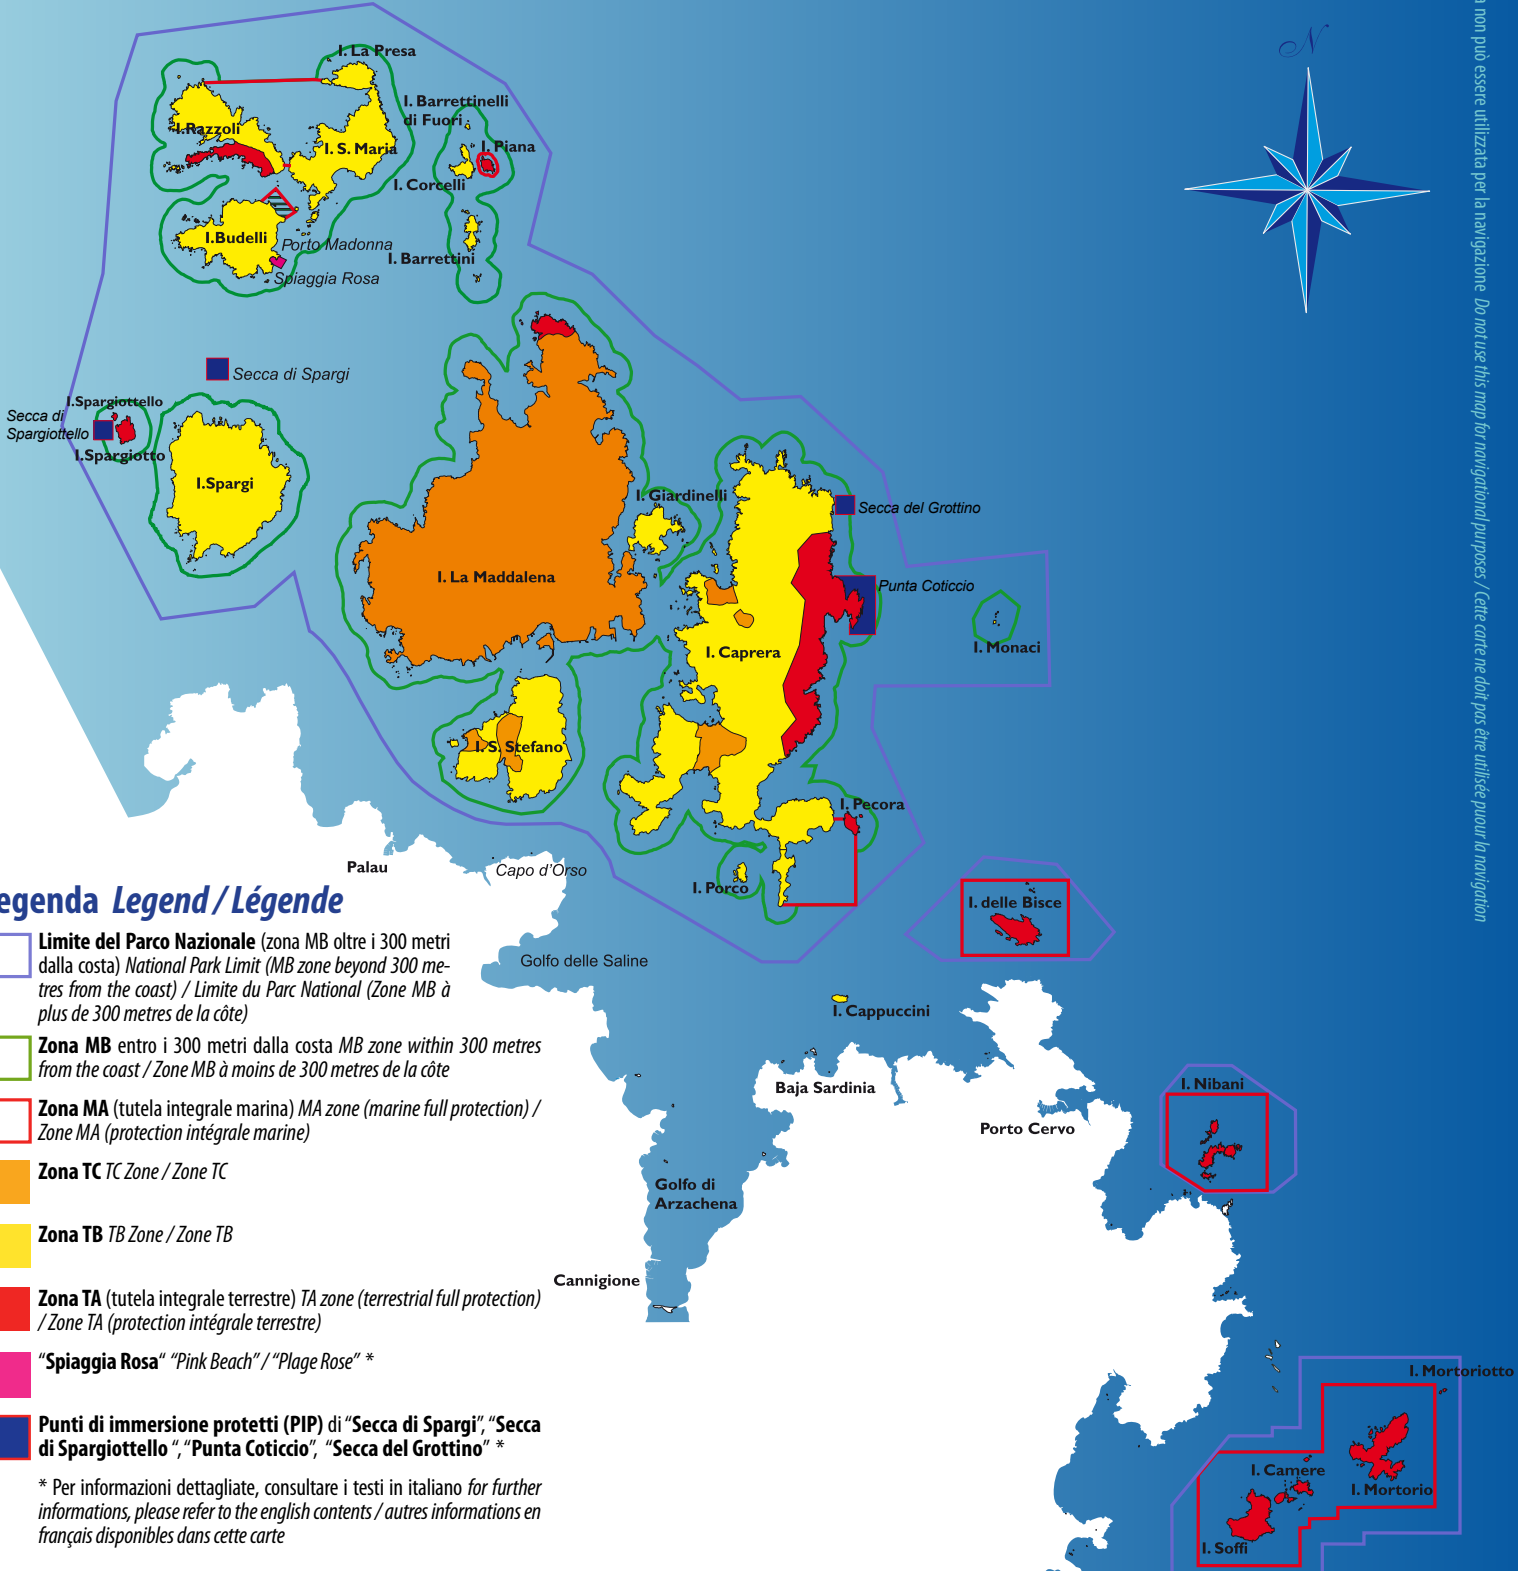 N
I. La Presa
I. Barrettinelli
di Fuori
I.Razzoli
I. S. Maria
I. Piana
I. Corcelli
I.Budelli
Porto Madonna
I. Barrettini
Spiaggia Rosa
Secca di Spargi
I.Spargiottello
Secca di
Spargiottello
I.Spargiotto
I.Spargi
I. Giardinelli
Secca del Grottino
I. La Maddalena
Punta Coticcio
I. Caprera
I. Monaci
I. S. Stefano
I. Pecora
Palau
Capo d’Orso
I. Porco
I. delle Bisce
Golfo delle Saline
I. Cappuccini
Baja Sardinia
I. Nibani
Porto Cervo
Golfo di
Arzachena
Cannigione
I. Mortoriotto
I. Camere
I. Mortorio
I. Soffi
egenda Legend / Légende
Limite del Parco Nazionale (zona MB oltre i 300 metri
dalla costa) National Park Limit (MB zone beyond 300 me-
tres from the coast) / Limite du Parc National (Zone MB à
plus de 300 metres de la côte)
Zona MB entro i 300 metri dalla costa MB zone within 300 metres
from the coast / Zone MB à moins de 300 metres de la côte
Zona MA (tutela integrale marina) MA zone (marine full protection) /
Zone MA (protection intégrale marine)
Zona TC TC Zone / Zone TC
Zona TB TB Zone / Zone TB
Zona TA (tutela integrale terrestre) TA zone (terrestrial full protection)
/ Zone TA (protection intégrale terrestre)
“Spiaggia Rosa“ “Pink Beach” / “Plage Rose” *
Punti di immersione protetti (PIP) di “Secca di Spargi”, “Secca
di Spargiottello “, “Punta Coticcio”, “Secca del Grottino” *
* Per informazioni dettagliate, consultare i testi in italiano for further
informations, please refer to the english contents / autres informations en
français disponibles dans cette carte
a non può essere utilizzata per la navigazione Do not use this map for navigational purposes / Cette carte ne doit pas être utilisée puour la navigation